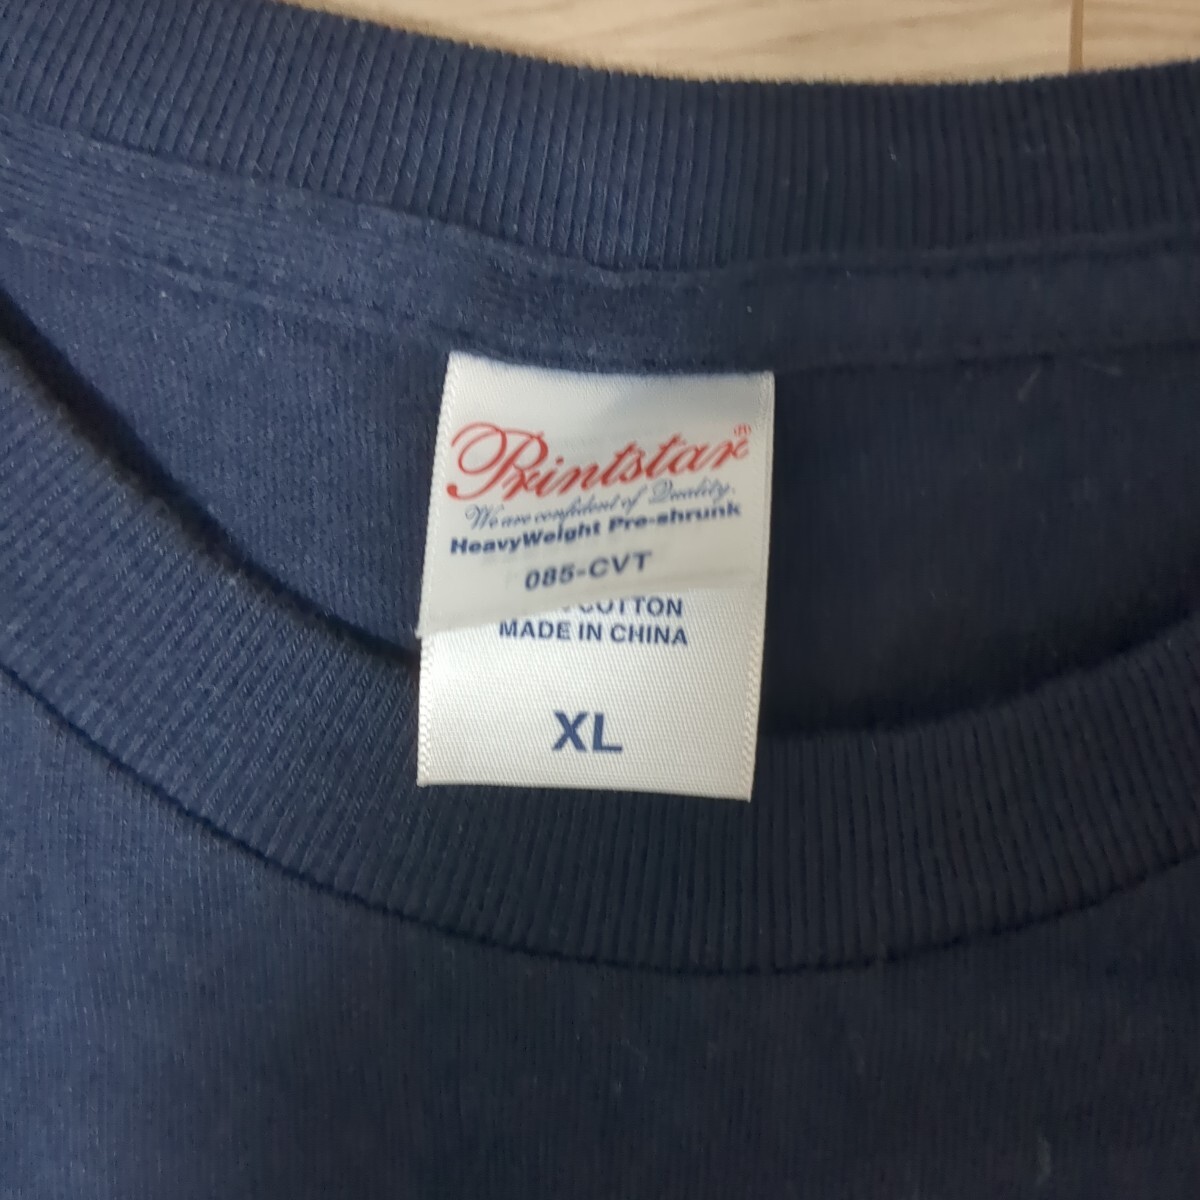 Printstar®
We are confident of Quality.
HeavyWeight Pre-shrunk
085-CVT
COTTON
MADE IN CHINA
XL